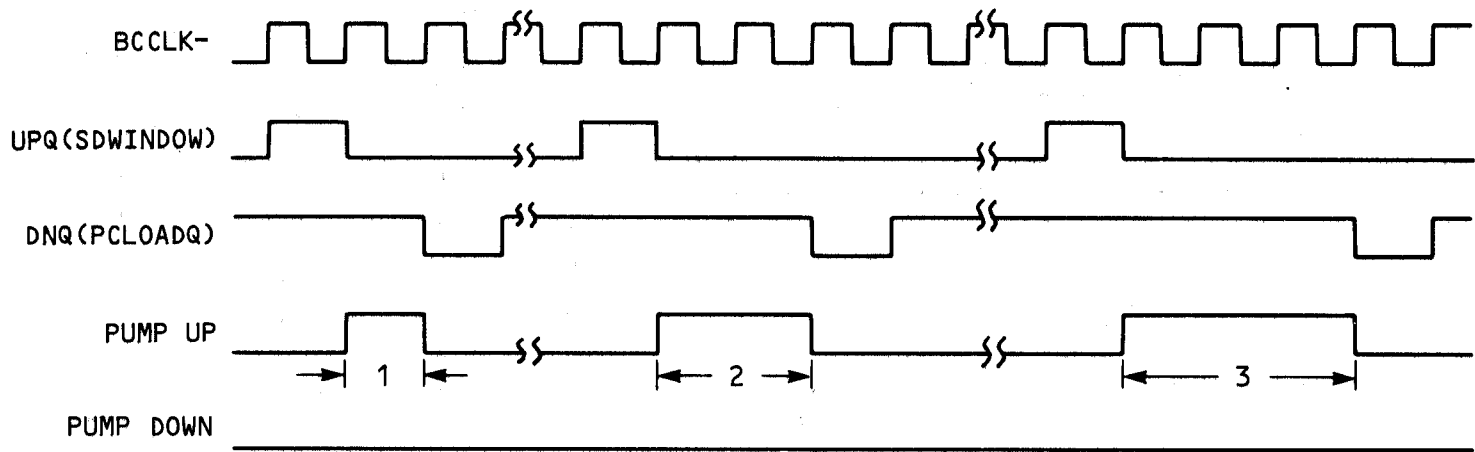 BCCLK-
UPQ(SDWINDOW)
DNQ(PCLOADQ)
PUMP UP
1
2
3
PUMP DOWN